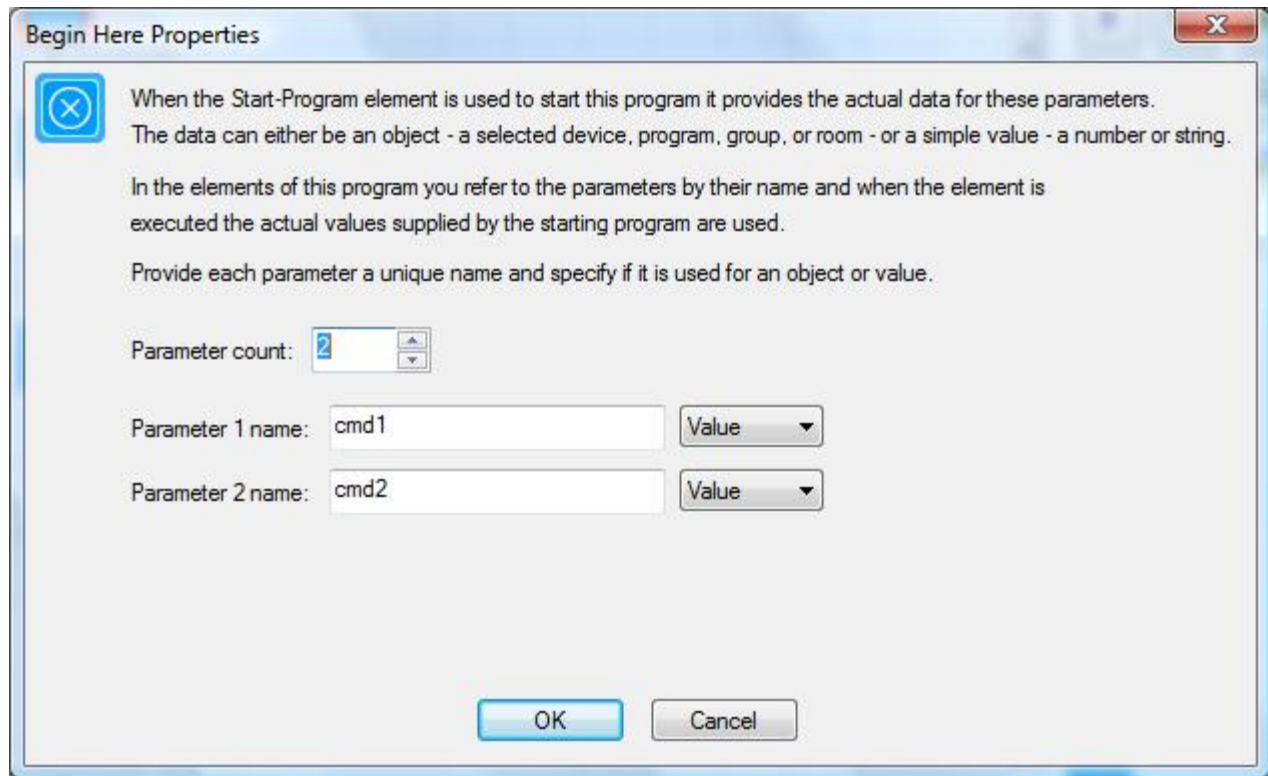 Begin Here Properties
When the Start-Program element is used to start this program it provides the actual data for these parameters.
The data can either be an object - a selected device, program, group, or room - or a simple value - a number or string.
In the elements of this program you refer to the parameters by their name and when the element is
executed the actual values supplied by the starting program are used.
Provide each parameter a unique name and specify if it is used for an object or value.
Parameter count: 2
Parameter 1 name: cmd1 Value
Parameter 2 name: cmd2 Value
OK Cancel